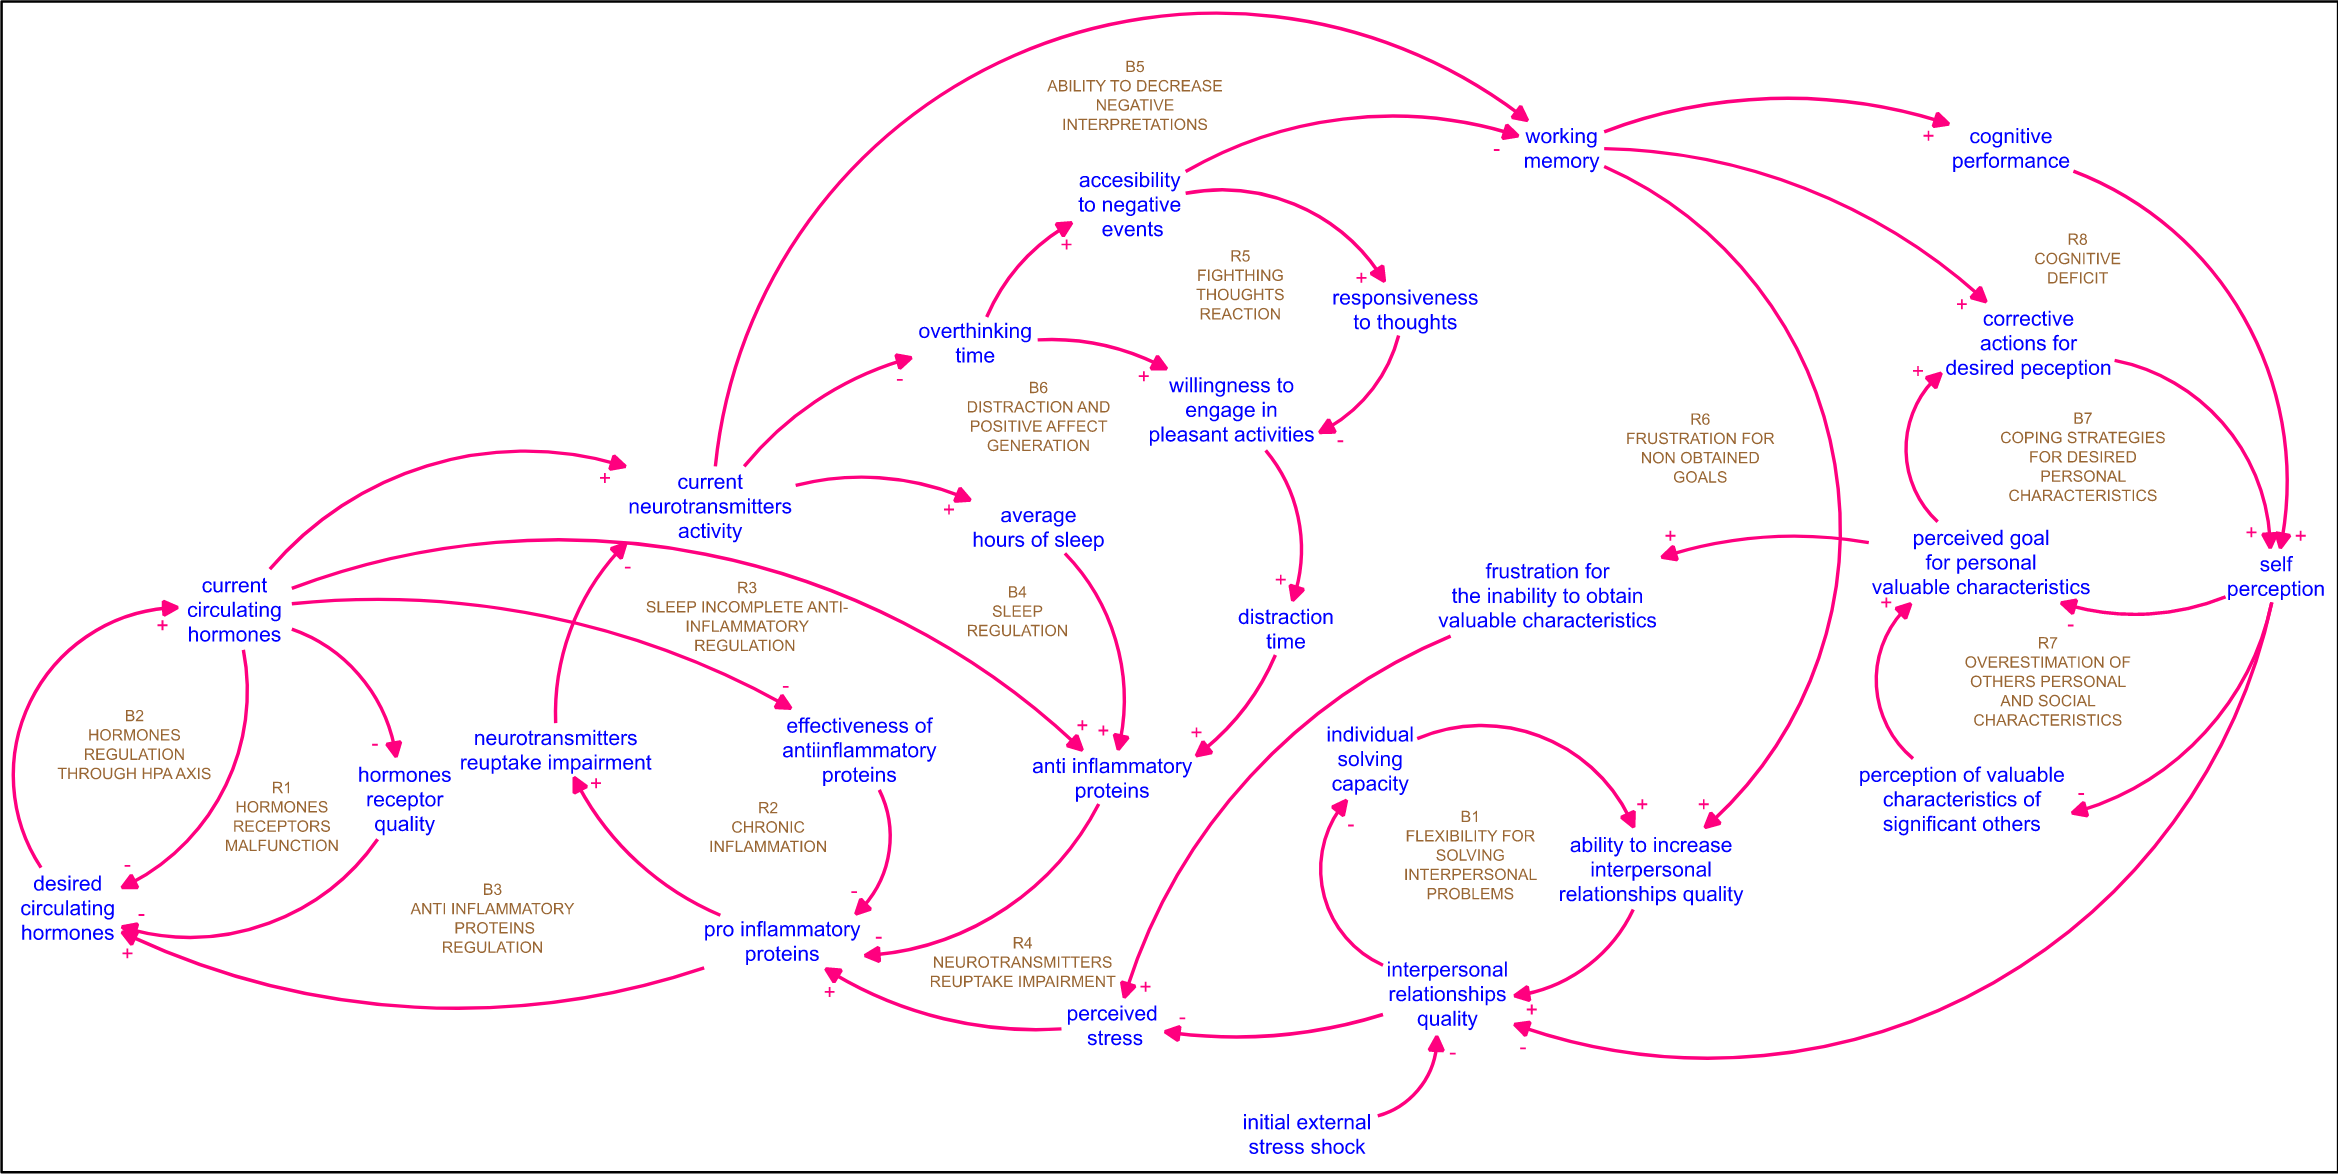 B5
ABILITY TO DECREASE
NEGATIVE
INTERPRETATIONS
working
memory
-
cognitive
performance
+
accesibility
to negative
events
+
R5
FIGHTHING
THOUGHTS
REACTION
responsiveness
to thoughts
+
R8
COGNITIVE
DEFICIT
corrective
actions for
desired peception
+
+
overthinking
time
-
B6
DISTRACTION AND
POSITIVE AFFECT
GENERATION
willingness to
engage in
pleasant activities
+
-
R6
FRUSTRATION FOR
NON OBTAINED
GOALS
B7
COPING STRATEGIES
FOR DESIRED
PERSONAL
CHARACTERISTICS
current
neurotransmitters
activity
+
-
average
hours of sleep
+
perceived goal
for personal
valuable characteristics
+
-
self
perception
+
+
frustration for
the inability to obtain
valuable characteristics
+
current
circulating
hormones
+
R3
SLEEP INCOMPLETE ANTI-
INFLAMMATORY
REGULATION
B4
SLEEP
REGULATION
distraction
time
+
R7
OVERESTIMATION OF
OTHERS PERSONAL
AND SOCIAL
CHARACTERISTICS
B2
HORMONES
REGULATION
THROUGH HPA AXIS
R1
HORMONES
RECEPTORS
MALFUNCTION
hormones
receptor
quality
-
neurotransmitters
reuptake impairment
+
effectiveness of
antiinflammatory
proteins
-
anti inflammatory
proteins
+
+
+
individual
solving
capacity
-
perception of valuable
characteristics of
significant others
-
R2
CHRONIC
INFLAMMATION
B1
FLEXIBILITY FOR
SOLVING
INTERPERSONAL
PROBLEMS
ability to increase
interpersonal
relationships quality
+
+
desired
circulating
hormones
-
-
+
B3
ANTI INFLAMMATORY
PROTEINS
REGULATION
pro inflammatory
proteins
-
-
+
R4
NEUROTRANSMITTERS
REUPTAKE IMPAIRMENT
perceived
stress
+
-
interpersonal
relationships
quality
+
-
-
initial external
stress shock